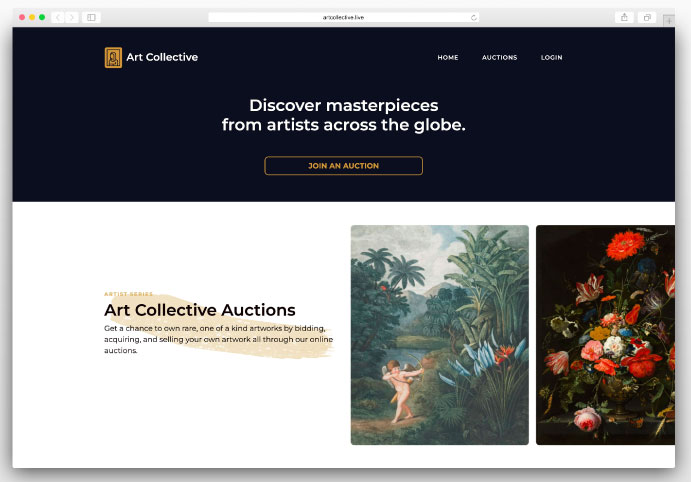 artcollective.live
Art Collective
HOME AUCTIONS LOGIN
Discover masterpieces
from artists across the globe.
JOIN AN AUCTION
ARTIST SERIES
Art Collective Auctions
Get a chance to own rare, one of a kind artworks by bidding,
acquiring, and selling your own artwork all through our online
auctions.